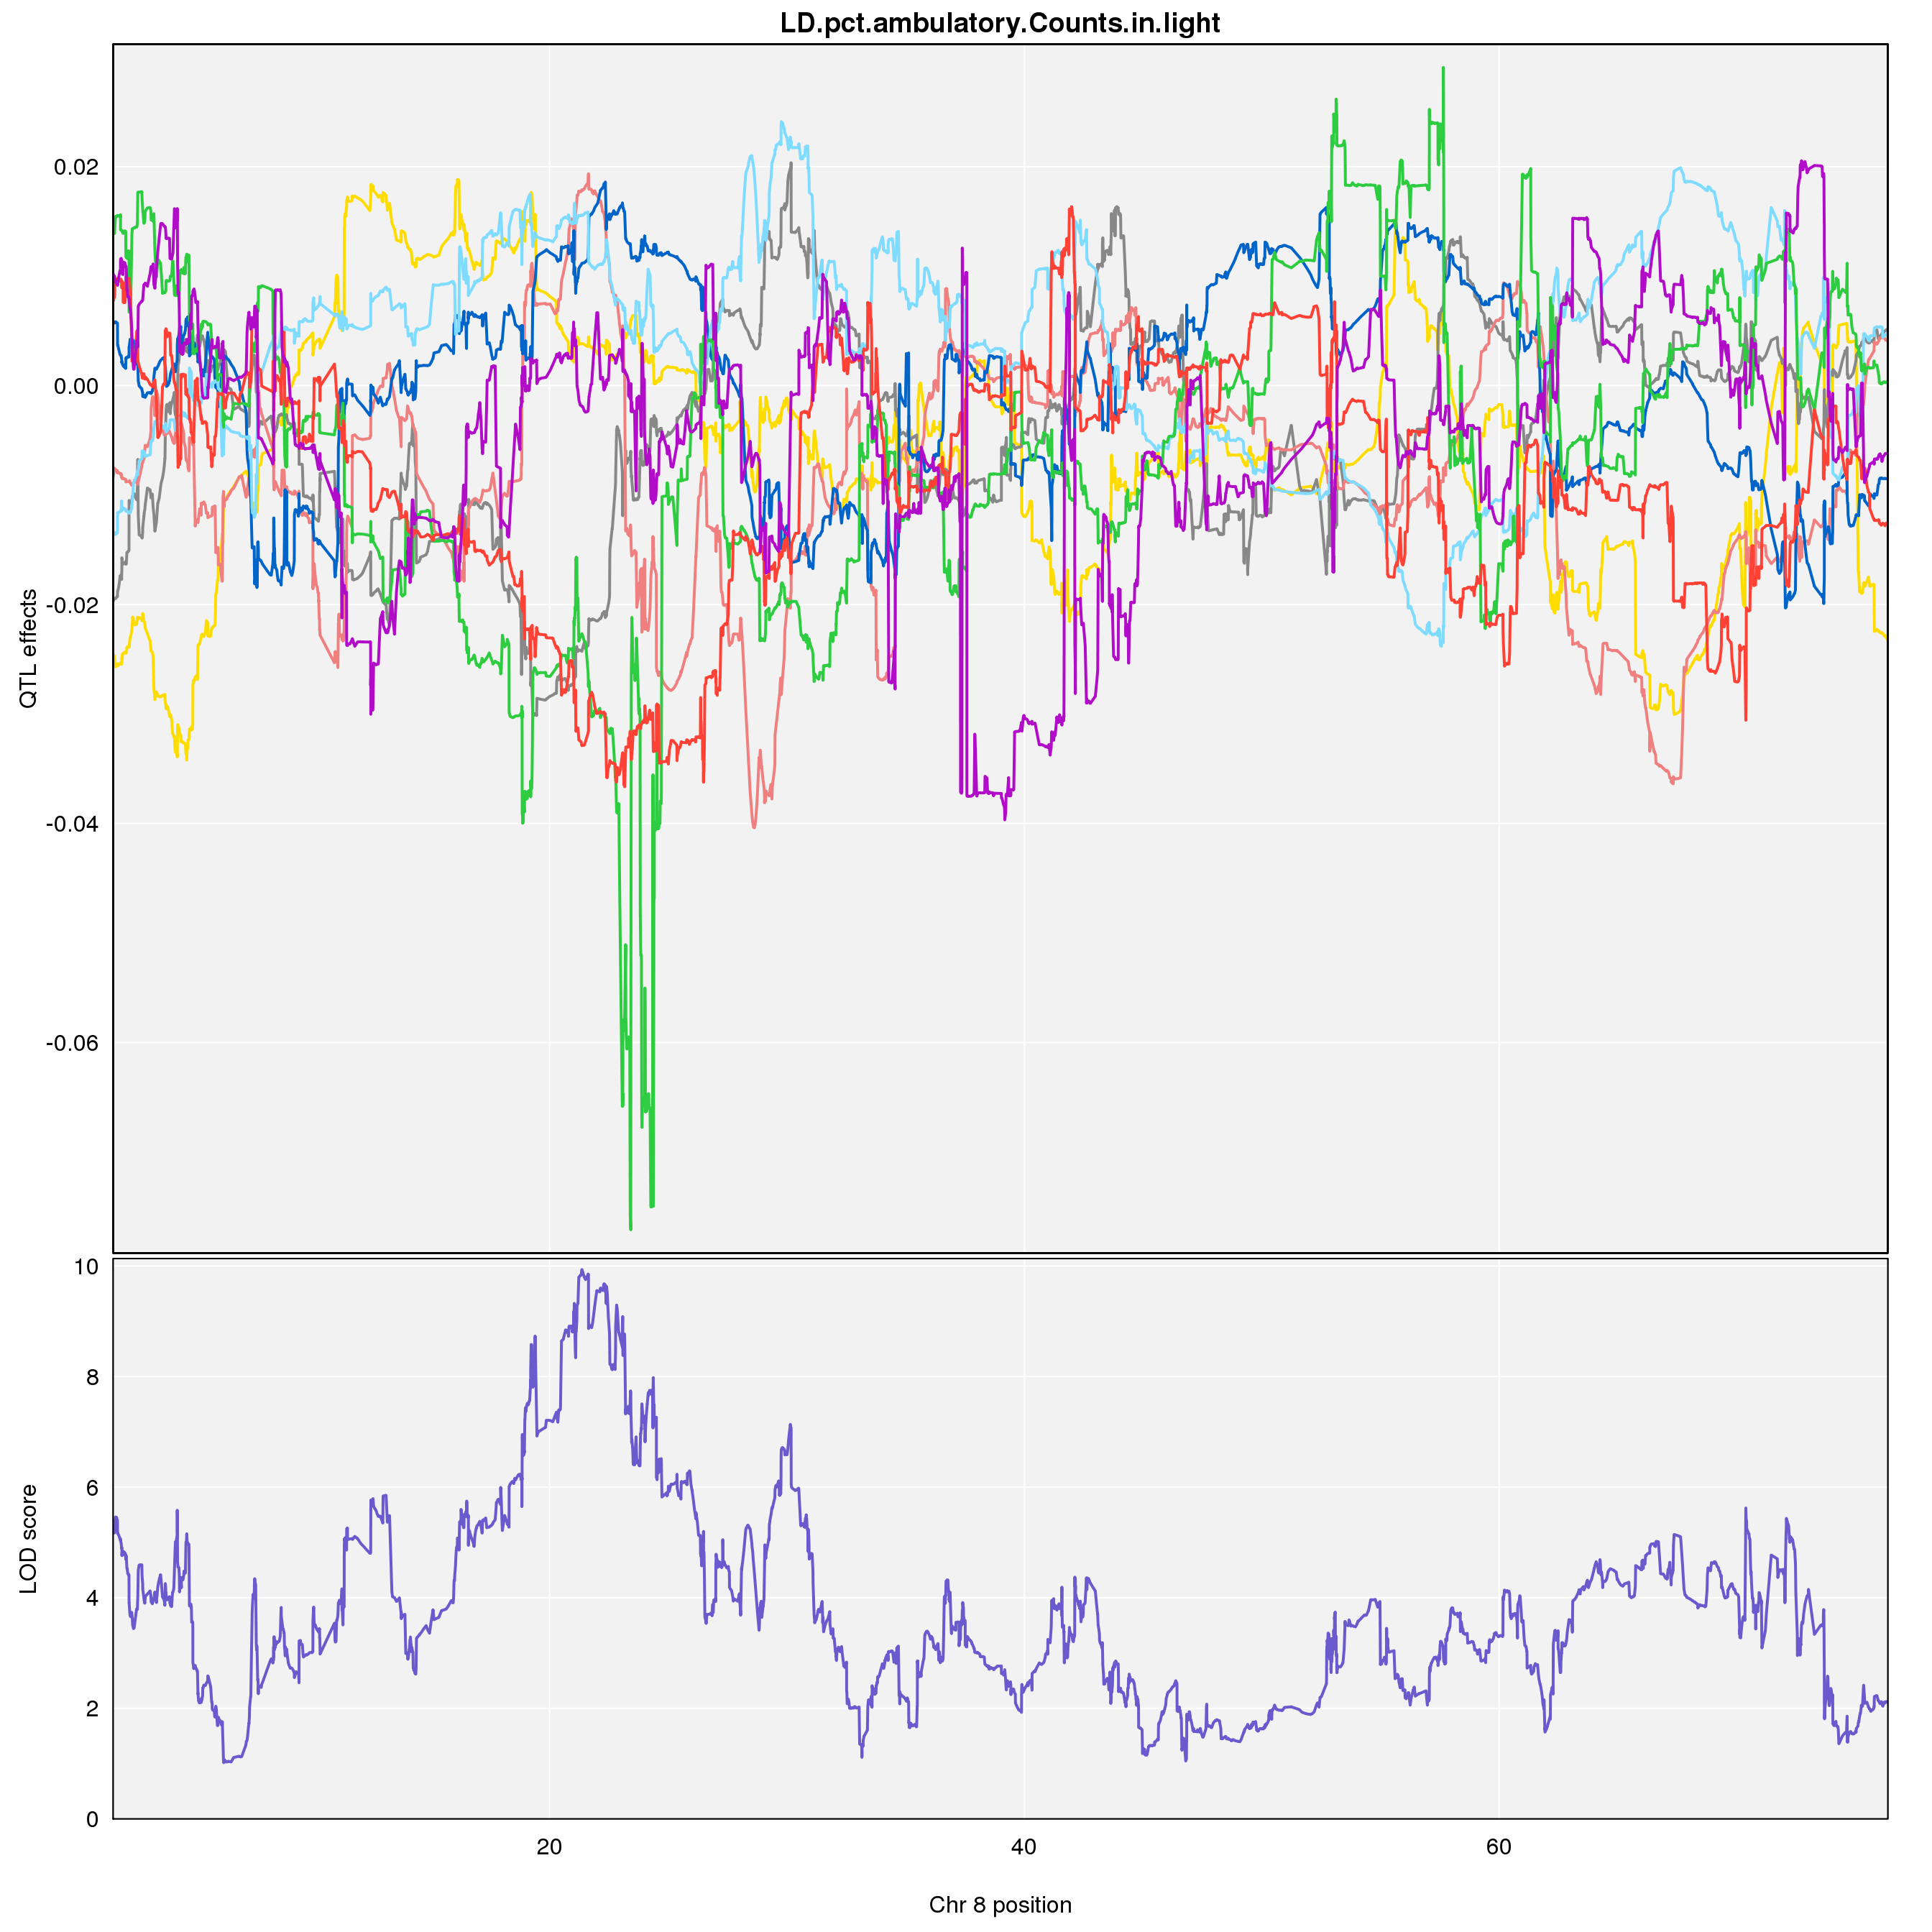 LD.pct.ambulatory.Counts.in.light
QTL effects
0.02
0.00
-0.02
-0.04
-0.06
LOD score
10
8
6
4
2
0
20 40 60
Chr 8 position